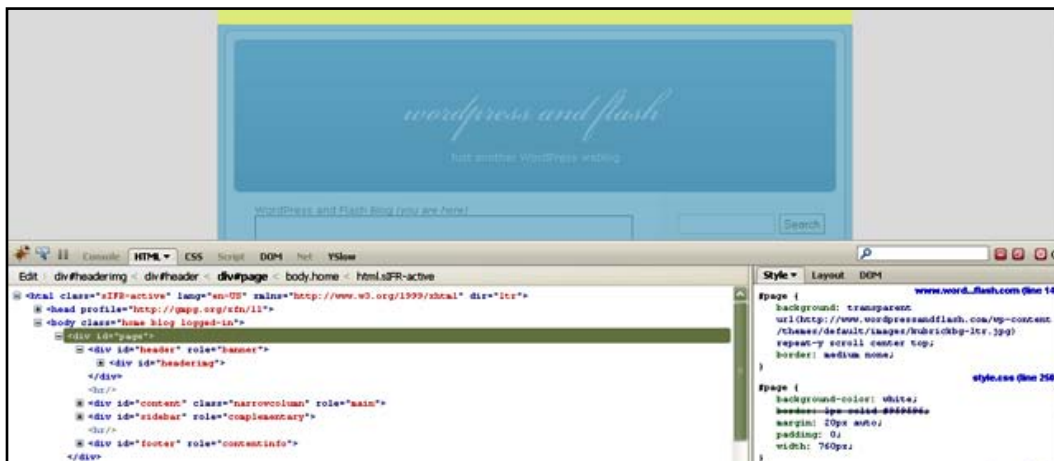 wordpress and flash
Just another WordPress weblog
WordPress and Flash Blog (you are here)
Search
Console HTML CSS Script DOM Net YSlow
Edit div#headerimg < div#header < div#page < body.home < html.sIFR-active
<html class="sIFR-active" lang="en-US" xmlns="http://www.w3.org/1999/xhtml" dir="ltr">
<head profile="http://gmpg.org/xfn/11">
<body class="home blog logged-in">
<div id="page">
<div id="header" role="banner">
<div id="headerimg">
</div>
<hr/>
<div id="content" class="narrowcolumn" role="main">
<div id="sidebar" role="complementary">
<hr/>
<div id="footer" role="contentinfo">
</div>
Style Layout DOM
www.word...flash.com (line 14
#page {
background: transparent
url(http://www.wordpressandflash.com/wp-content
/themes/default/images/kubrickbg-ltr.jpg)
repeat-y scroll center top;
border: medium none;
}
style.css (line 250
#page {
background-color: white;
border: 1px solid #959596;
margin: 20px auto;
padding: 0;
width: 760px;
}